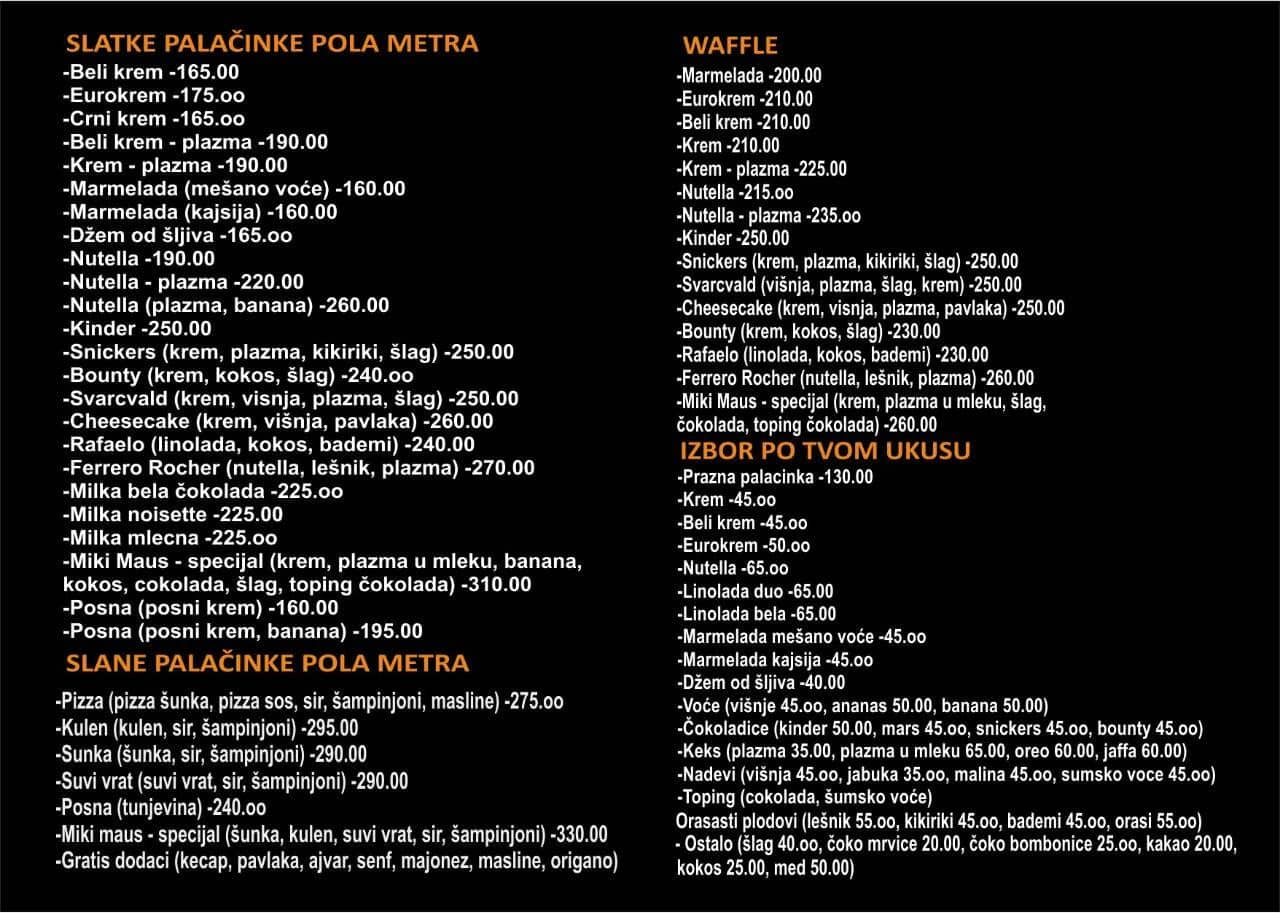 SLATKE PALAČINKE POLA METRA
-Beli krem -165.00
-Eurokrem -175.oo
-Crni krem -165.oo
-Beli krem - plazma -190.00
-Krem - plazma -190.00
-Marmelada (mešano voće) -160.00
-Marmelada (kajsija) -160.00
-Džem od šljiva -165.oo
-Nutella -190.00
-Nutella - plazma -220.00
-Nutella (plazma, banana) -260.00
-Kinder -250.00
-Snickers (krem, plazma, kikiriki, šlag) -250.00
-Bounty (krem, kokos, šlag) -240.oo
-Svarcvald (krem, visnja, plazma, šlag) -250.00
-Cheesecake (krem, višnja, pavlaka) -260.00
-Rafaelo (linolada, kokos, bademi) -240.00
-Ferrero Rocher (nutella, lešnik, plazma) -270.00
-Milka bela čokolada -225.oo
-Milka noisette -225.00
-Milka mlecna -225.oo
-Miki Maus - specijal (krem, plazma u mleku, banana,
kokos, cokolada, šlag, toping čokolada) -310.00
-Posna (posni krem) -160.00
-Posna (posni krem, banana) -195.00
SLANE PALAČINKE POLA METRA
-Pizza (pizza šunka, pizza sos, sir, šampinjoni, masline) -275.oo
-Kulen (kulen, sir, šampinjoni) -295.00
-Sunka (šunka, sir, šampinjoni) -290.00
-Suvi vrat (suvi vrat, sir, šampinjoni) -290.00
-Posna (tunjevina) -240.oo
-Miki maus - specijal (šunka, kulen, suvi vrat, sir, šampinjoni) -330.00
-Gratis dodaci (kecap, pavlaka, ajvar, senf, majonez, masline, origano)
WAFFLE
-Marmelada -200.00
-Eurokrem -210.00
-Beli krem -210.00
-Krem -210.00
-Krem - plazma -225.00
-Nutella -215.oo
-Nutella - plazma -235.oo
-Kinder -250.00
-Snickers (krem, plazma, kikiriki, šlag) -250.00
-Svarcvald (višnja, plazma, šlag, krem) -250.00
-Cheesecake (krem, visnja, plazma, pavlaka) -250.00
-Bounty (krem, kokos, šlag) -230.00
-Rafaelo (linolada, kokos, bademi) -230.00
-Ferrero Rocher (nutella, lešnik, plazma) -260.00
-Miki Maus - specijal (krem, plazma u mleku, šlag,
čokolada, toping čokolada) -260.00
IZBOR PO TVOM UKUSU
-Prazna palacinka -130.00
-Krem -45.oo
-Beli krem -45.oo
-Eurokrem -50.oo
-Nutella -65.oo
-Linolada duo -65.00
-Linolada bela -65.00
-Marmelada mešano voće -45.oo
-Marmelada kajsija -45.oo
-Džem od šljiva -40.00
-Voće (višnje 45.oo, ananas 50.00, banana 50.00)
-Čokoladice (kinder 50.00, mars 45.oo, snickers 45.oo, bounty 45.oo)
-Keks (plazma 35.00, plazma u mleku 65.00, oreo 60.00, jaffa 60.00)
-Nadevi (višnja 45.oo, jabuka 35.oo, malina 45.oo, sumsko voce 45.oo)
-Toping (cokolada, šumsko voće)
Orasasti plodovi (lešnik 55.oo, kikiriki 45.oo, bademi 45.oo, orasi 55.oo)
- Ostalo (šlag 40.oo, čoko mrvice 20.00, čoko bombonice 25.oo, kakao 20.00,
kokos 25.00, med 50.00)